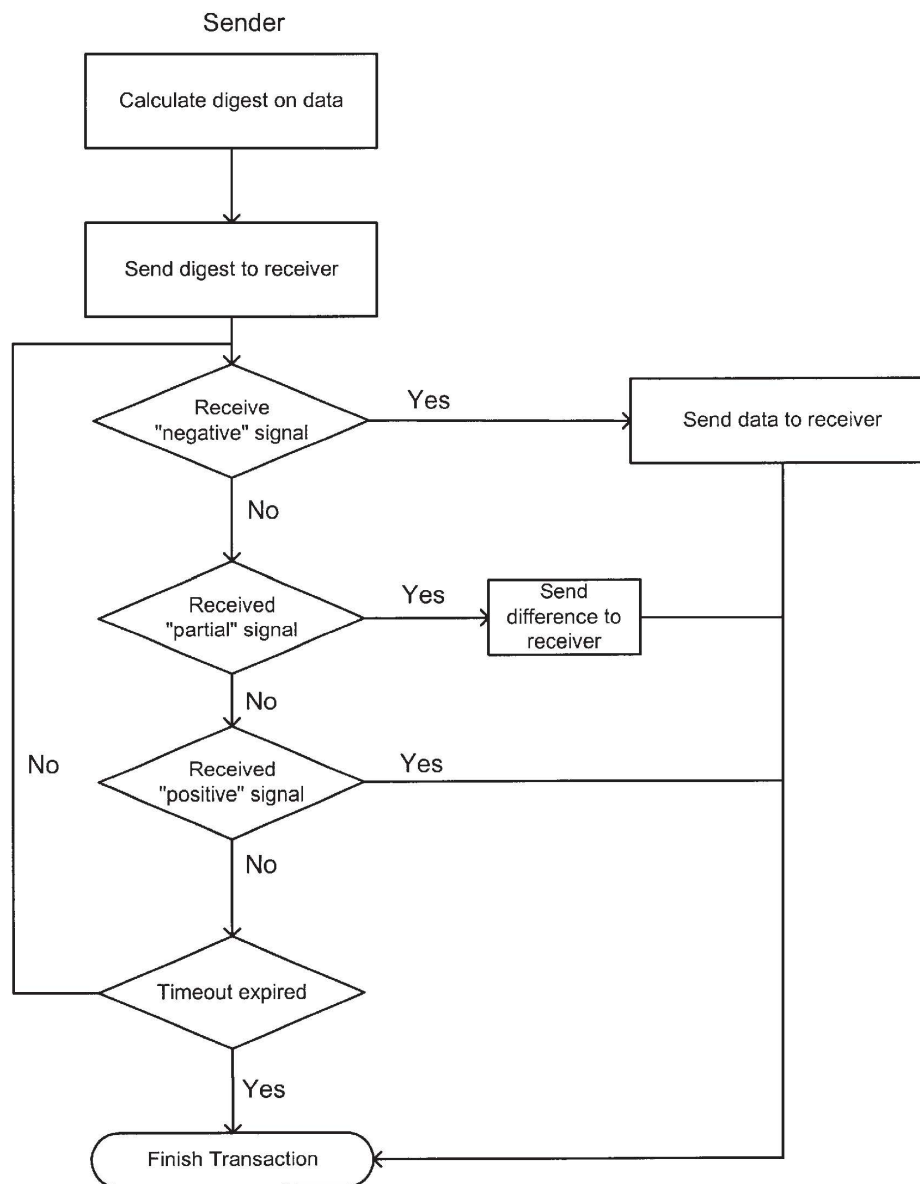 Sender
Calculate digest on data
Send digest to receiver
Receive
"negative" signal
Yes
Send data to receiver
No
Received
"partial" signal
Yes
Send
difference to
receiver
No
Received
"positive" signal
Yes
No
No
Timeout expired
Yes
Finish Transaction